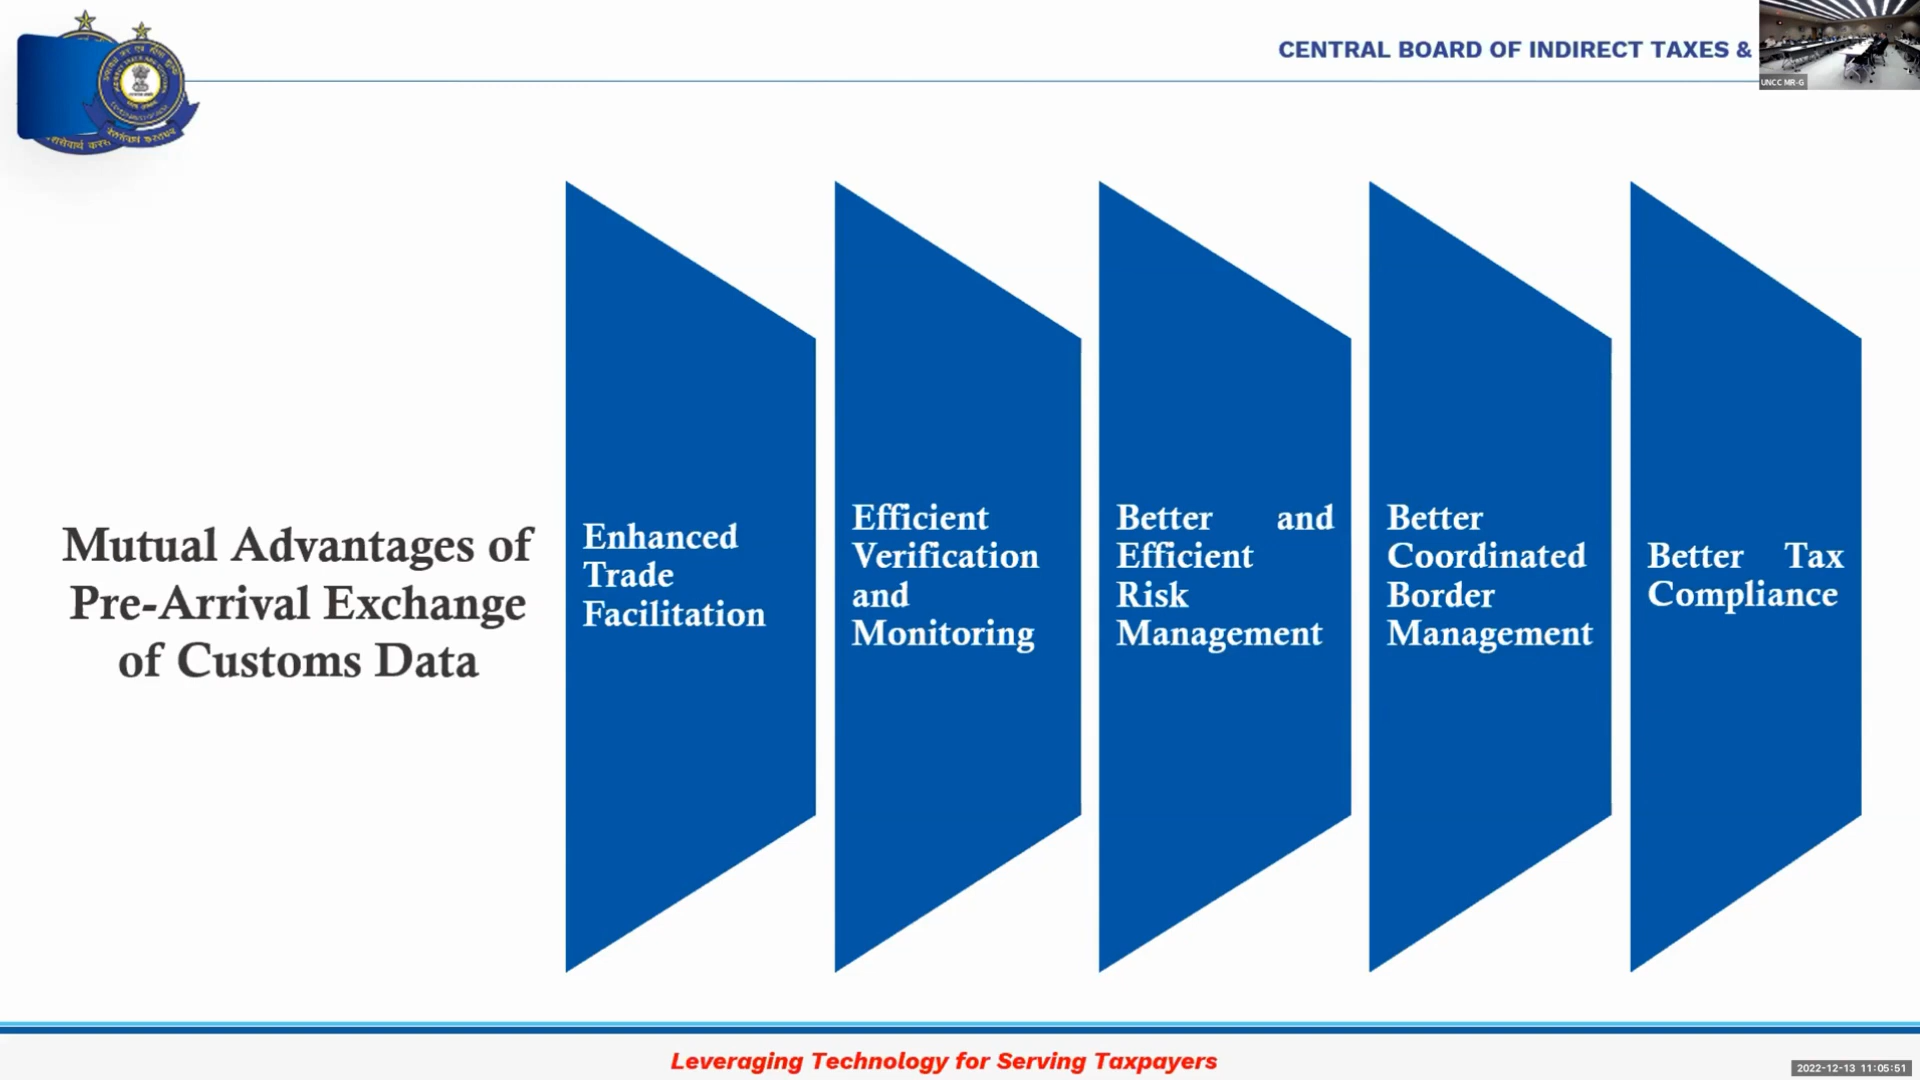 CENTRAL BOARD OF INDIRECT TAXES &
UNCC MR-G
Mutual Advantages of
Pre-Arrival Exchange
of Customs Data
Enhanced
Trade
Facilitation
Efficient
Verification
and
Monitoring
Better and
Efficient
Risk
Management
Better
Coordinated
Border
Management
Better Tax
Compliance
Leveraging Technology for Serving Taxpayers
2022-12-13 11:05:51